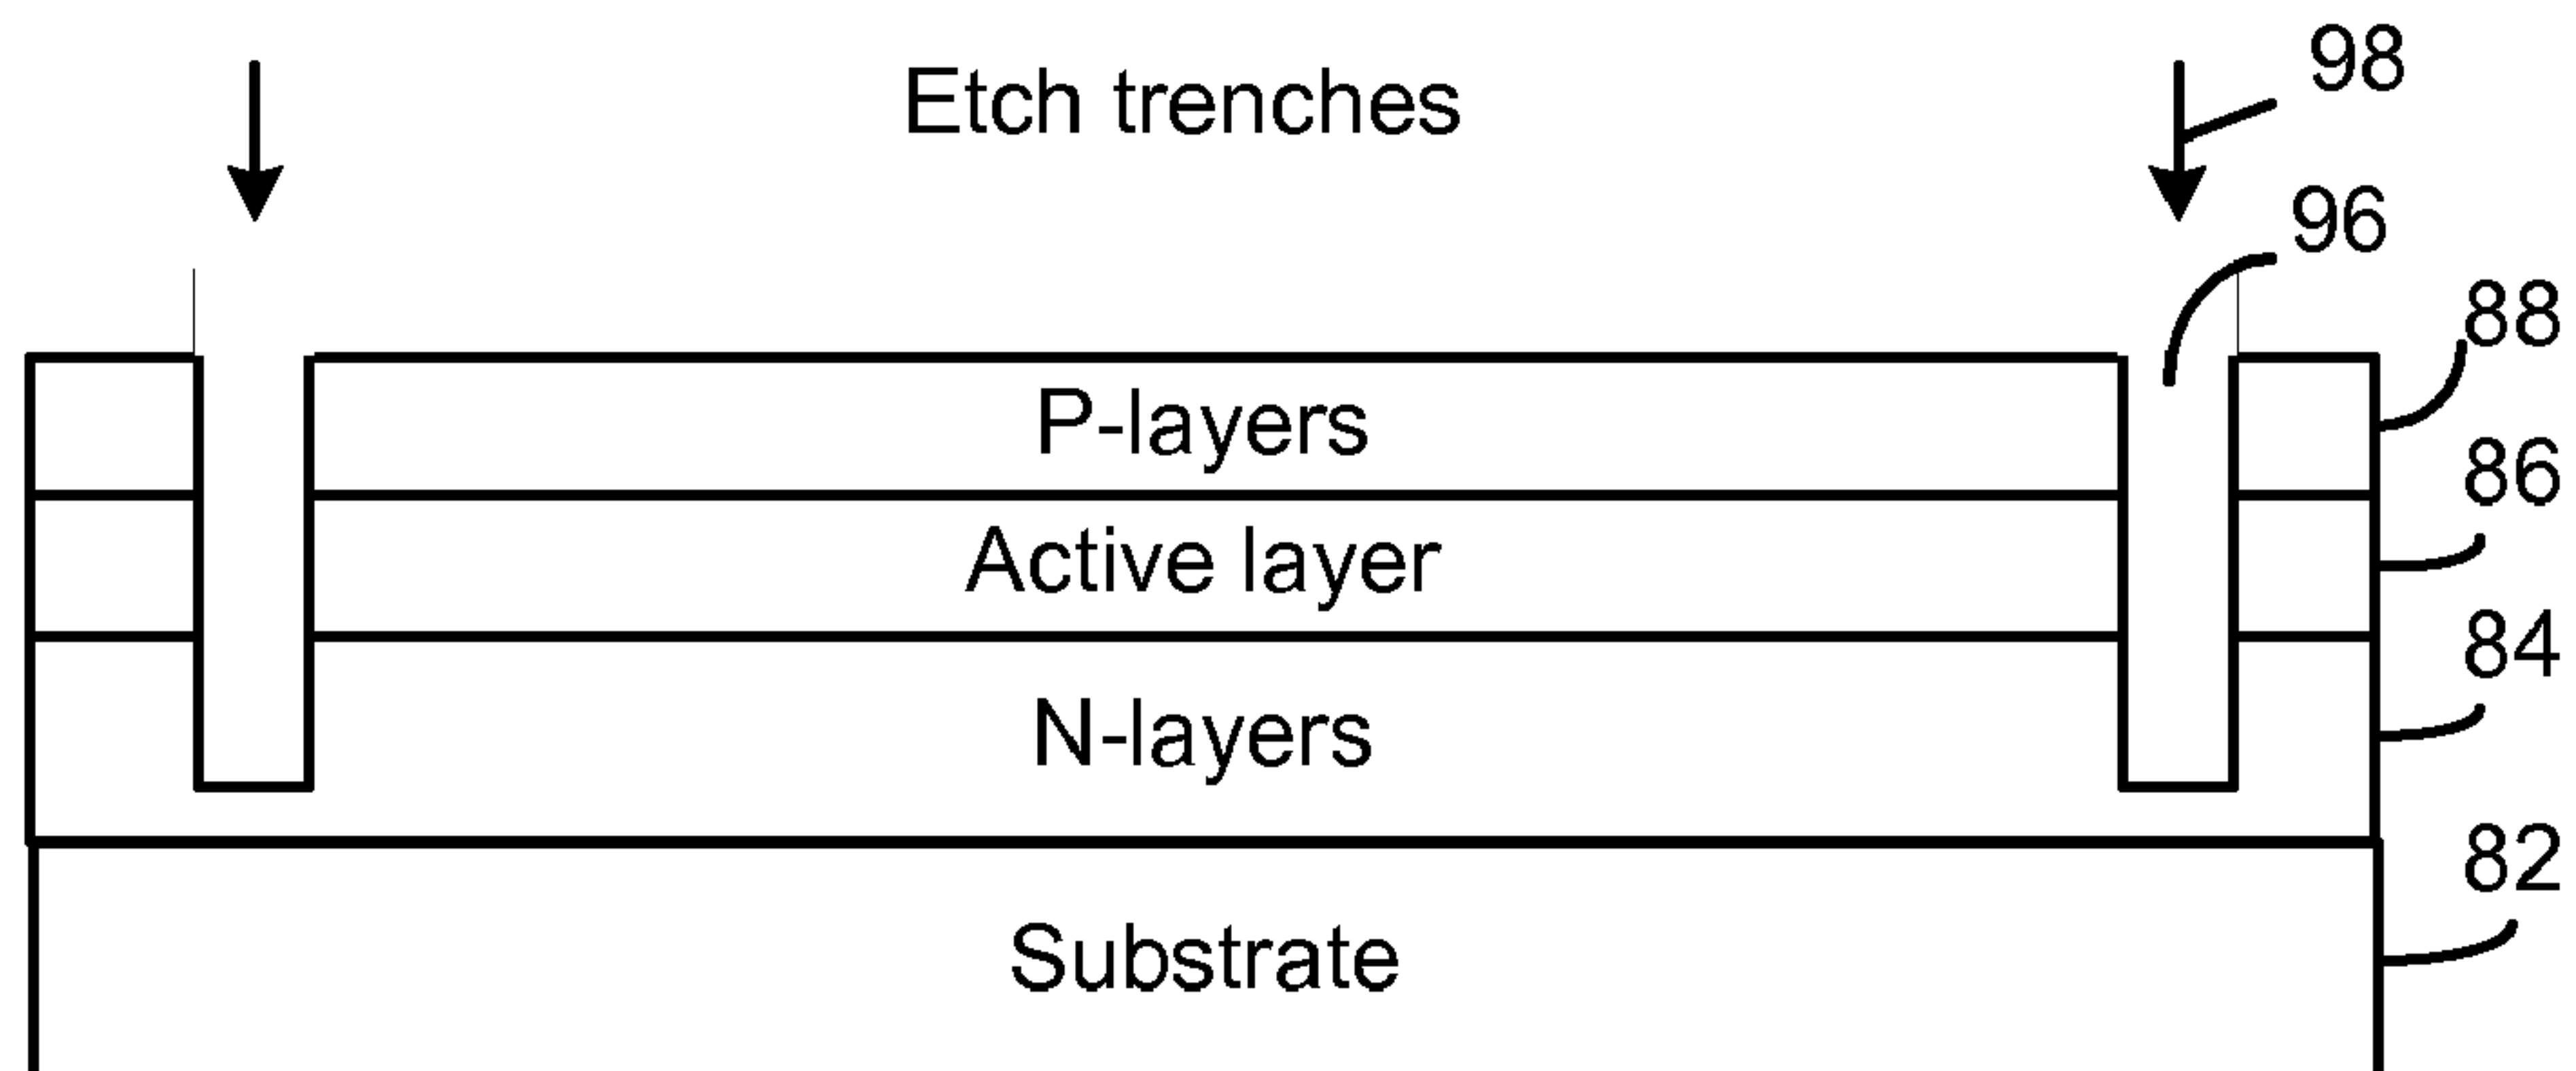 Etch trenches
98
96
88
P-layers
86
Active layer
84
N-layers
82
Substrate